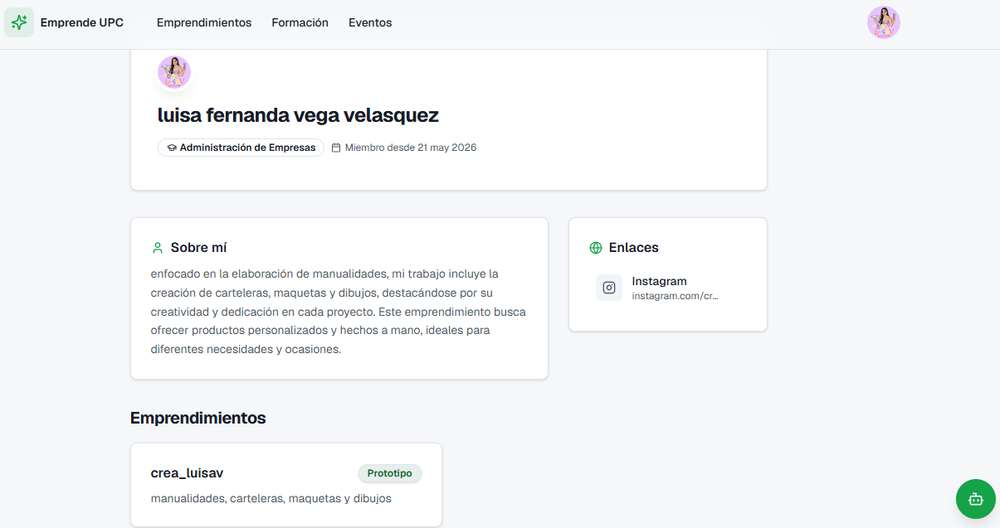 Emprende UPC
Emprendimientos
Formación
Eventos
luisa fernanda vega velasquez
Administración de Empresas
Miembro desde 21 may 2026
Sobre mí
enfocado en la elaboración de manualidades, mi trabajo incluye la
creación de carteleras, maquetas y dibujos, destacándose por su
creatividad y dedicación en cada proyecto. Este emprendimiento busca
ofrecer productos personalizados y hechos a mano, ideales para
diferentes necesidades y ocasiones.
Enlaces
Instagram
instagram.com/cr...
Emprendimientos
crea_luisav
Prototipo
manualidades, carteleras, maquetas y dibujos